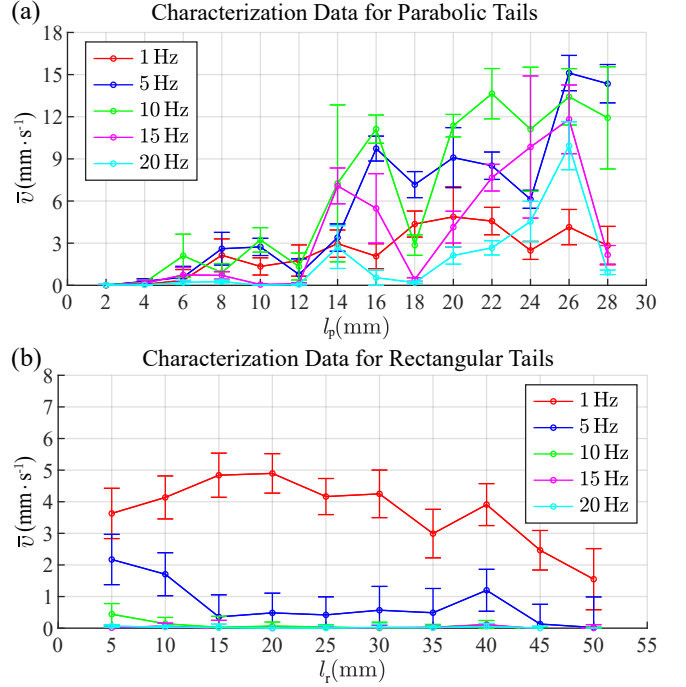 (a) Characterization Data for Parabolic Tails
1 Hz
5 Hz
10 Hz
15 Hz
20 Hz
v̅ (mm · s⁻¹)
18
15
12
9
6
3
0
0 2 4 6 8 10 12 14 16 18 20 22 24 26 28 30
lₚ(mm)
(b) Characterization Data for Rectangular Tails
1 Hz
5 Hz
10 Hz
15 Hz
20 Hz
v̅ (mm · s⁻¹)
8
7
6
5
4
3
2
1
0
0 5 10 15 20 25 30 35 40 45 50 55
lᵣ(mm)